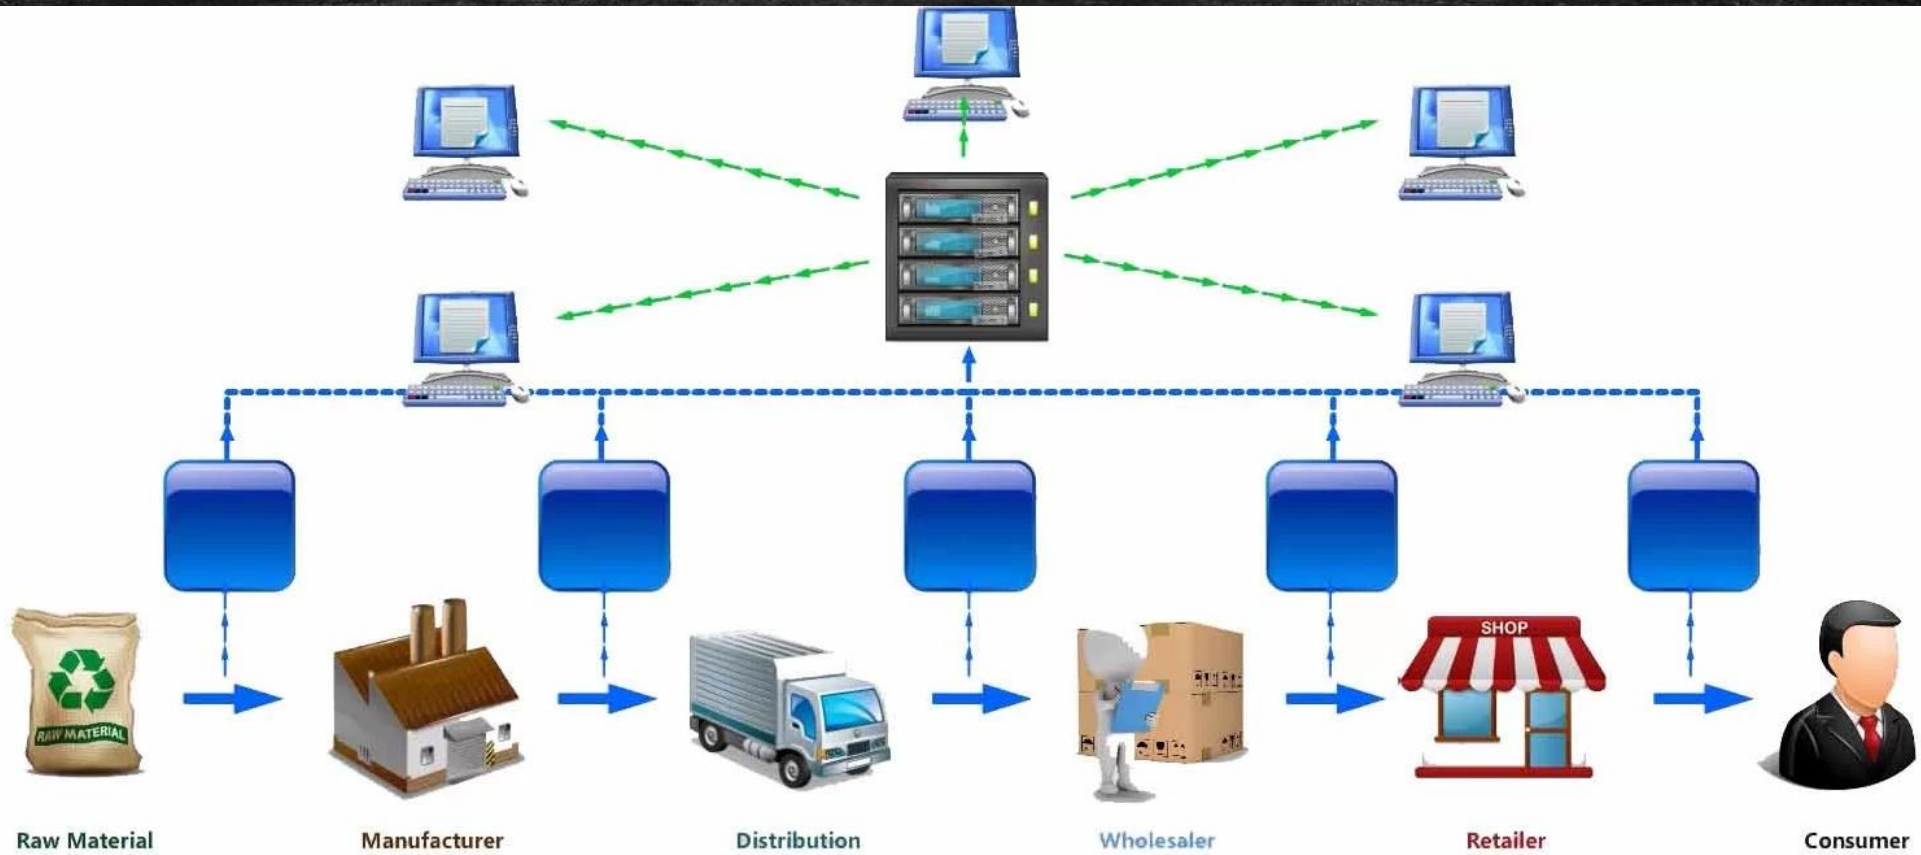 RAW MATERIAL
SHOP
Raw Material
Manufacturer
Distribution
Wholesaler
Retailer
Consumer